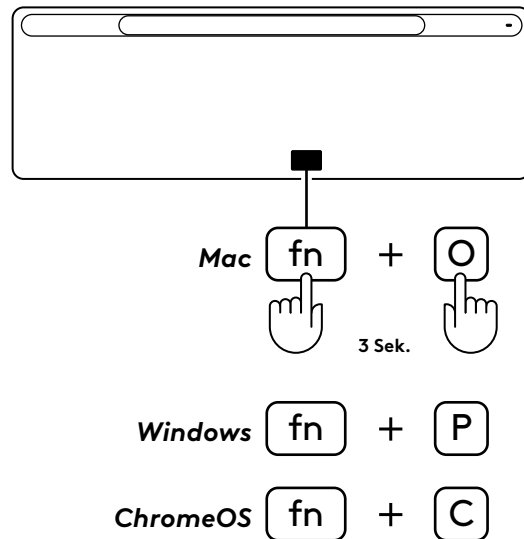 Mac fn + O
3 Sek.
Windows fn + P
ChromeOS fn + C